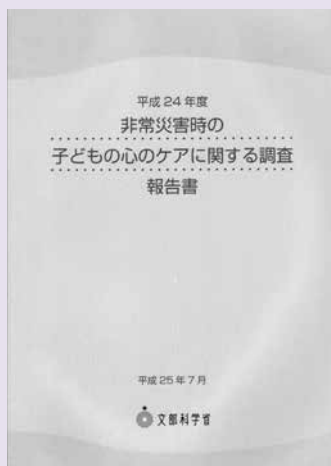 平成24年度
非常災害時の
子どもの心のケアに関する調査
報告書
平成25年7月
文部科学省